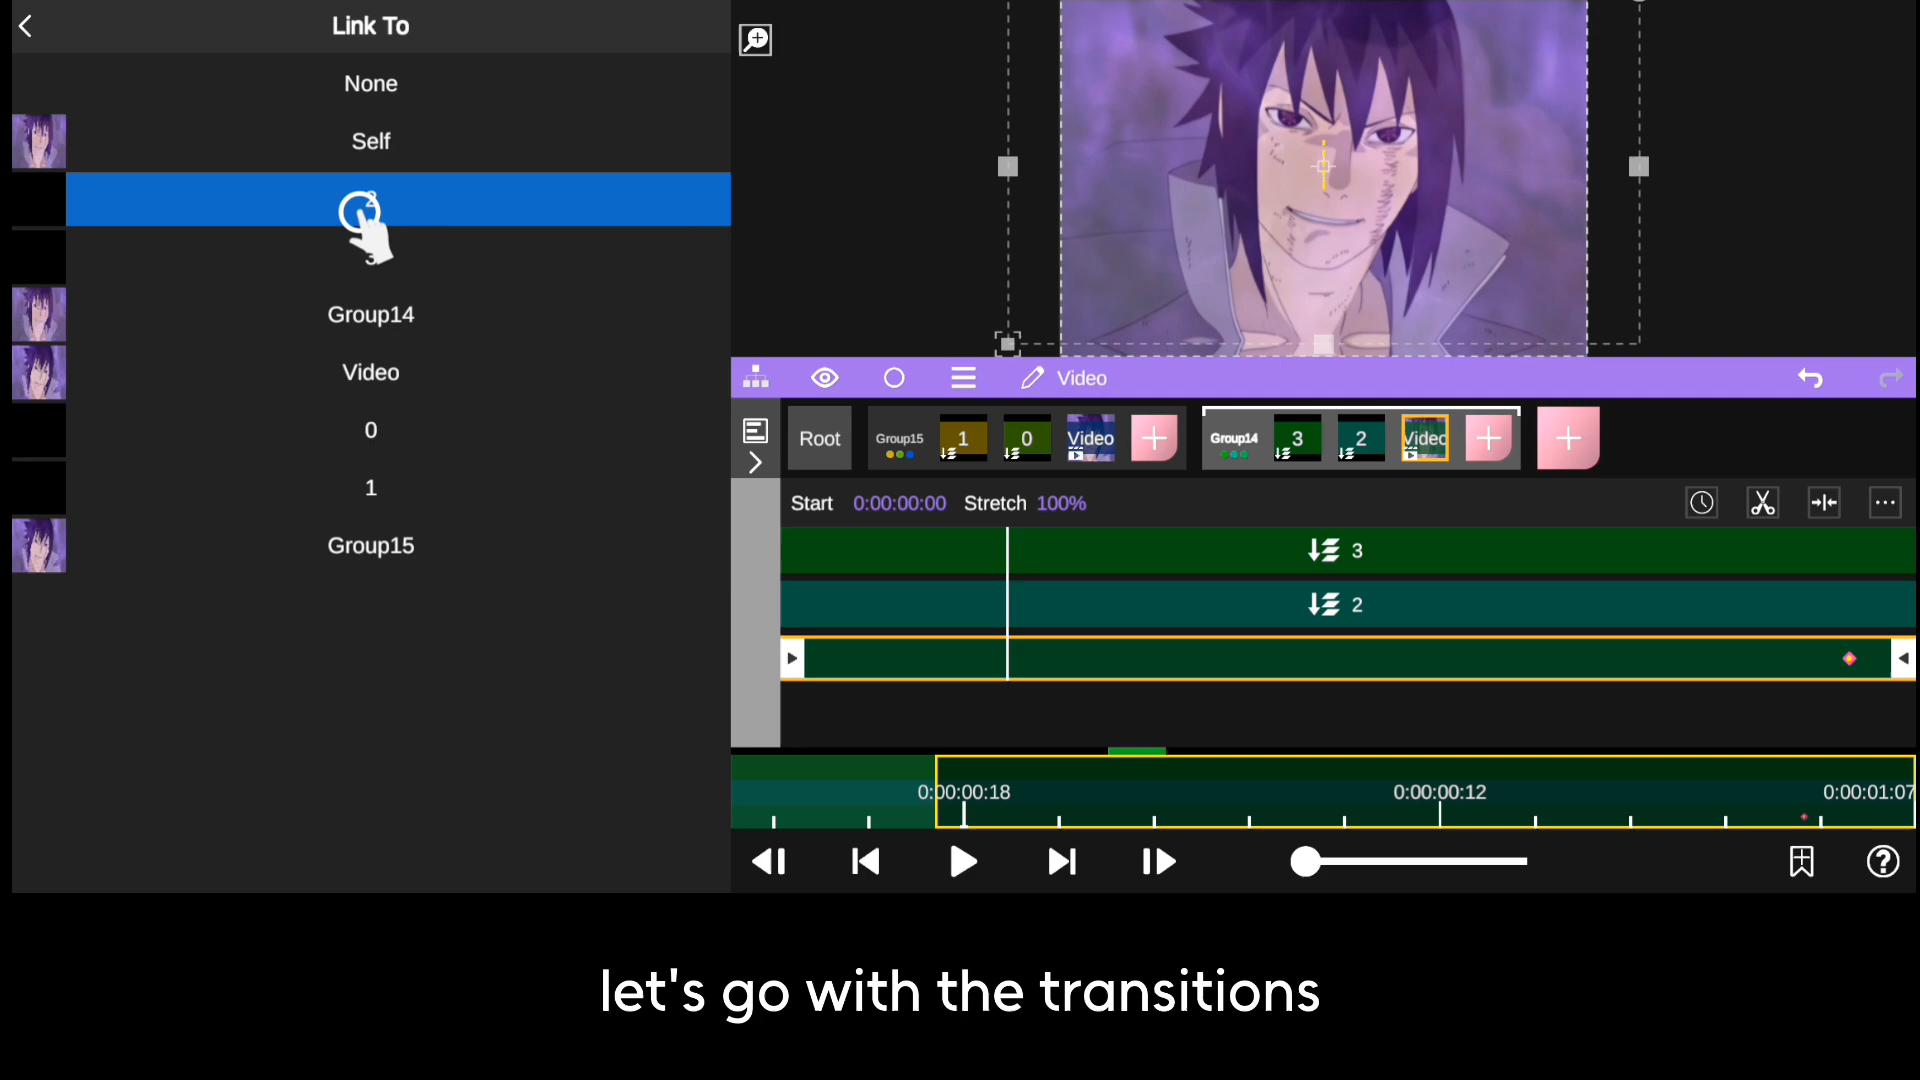 Link To
None
Self
2
3
Group14
Video
0
1
Group15
Video
Root
Group15
1
0
Video
Group14
3
2
Video
Start 0:00:00:00 Stretch 100%
3
2
0:00:00:18 0:00:00:12 0:00:01:07
let's go with the transitions